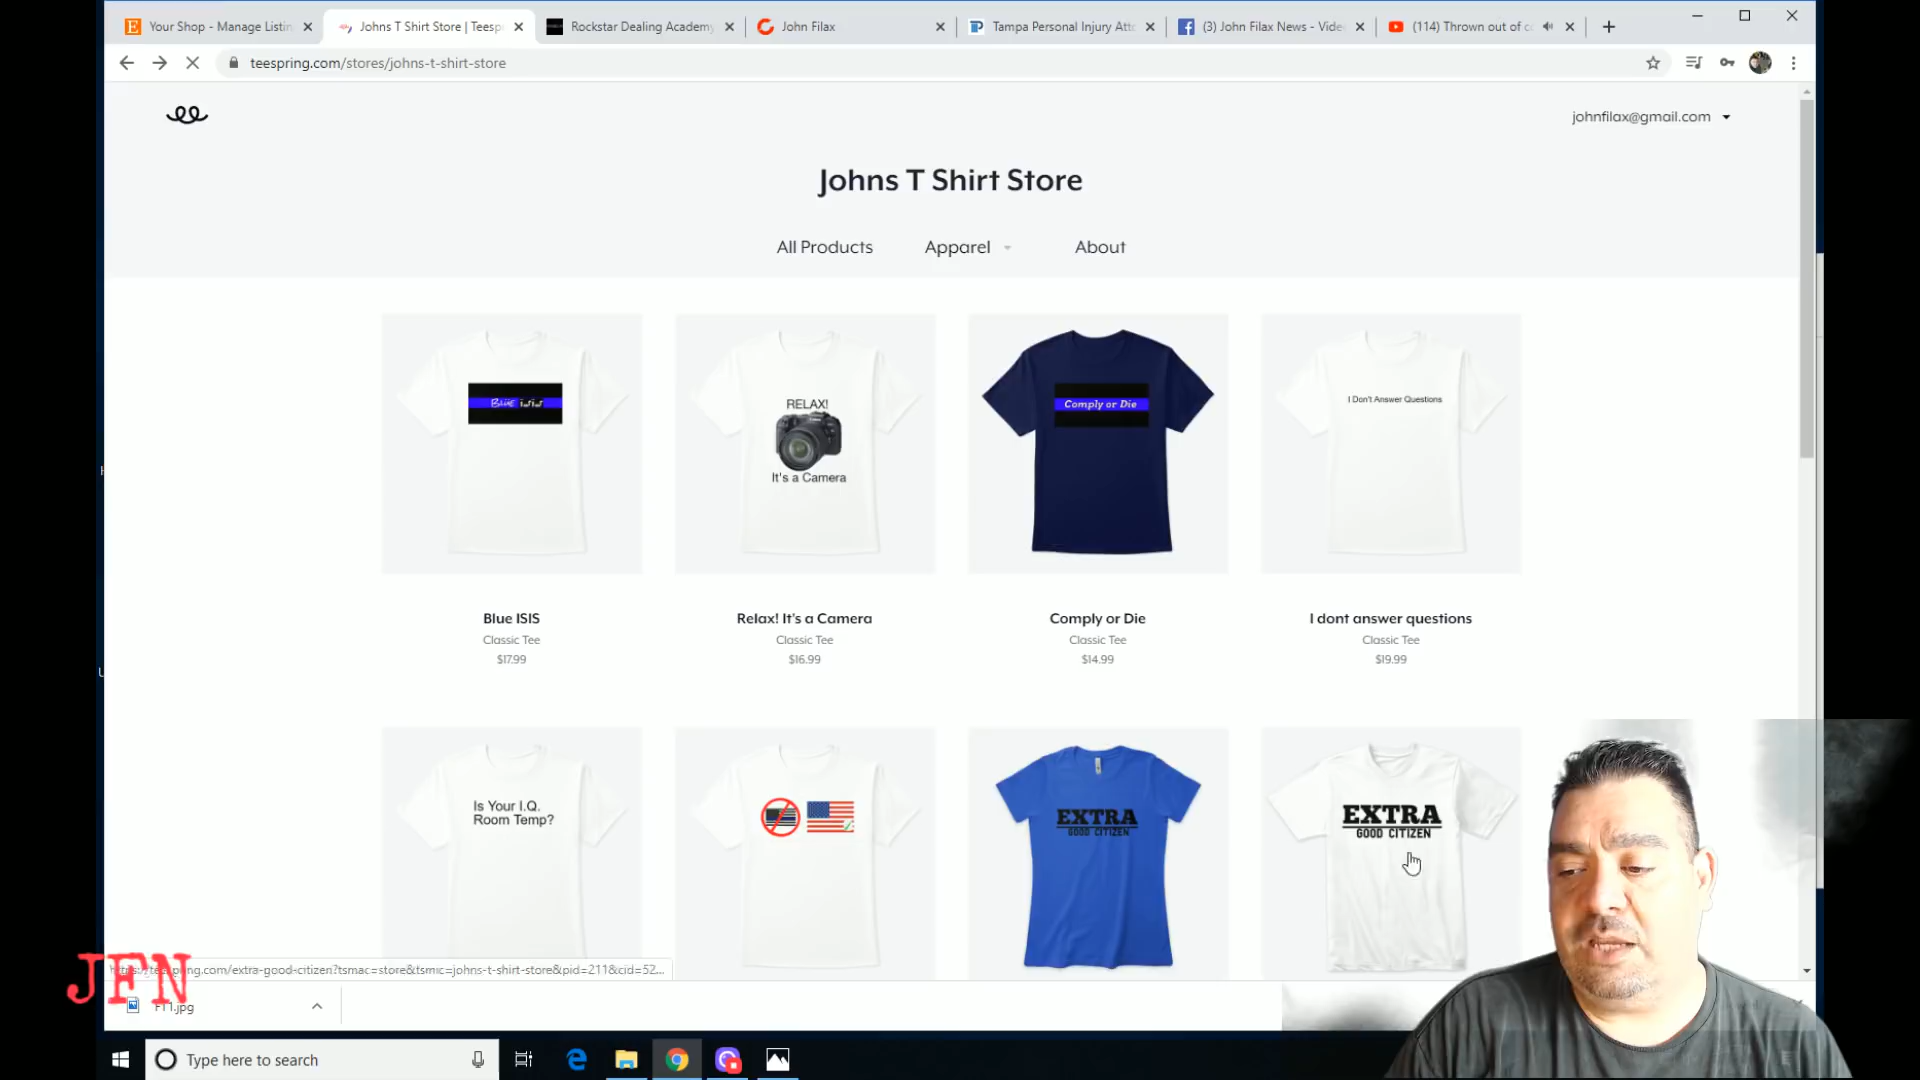 Your Shop - Manage Listin
Johns T Shirt Store | Teesp
Rockstar Dealing Academy
John Filax
Tampa Personal Injury Atto
(3) John Filax News - Vide
(114) Thrown out of co
teespring.com/stores/johns-t-shirt-store
johnfilax@gmail.com
Johns T Shirt Store
All Products Apparel About
BLUE isis
RELAX!
It's a Camera
Comply or Die
I Don't Answer Questions
Blue ISIS
Classic Tee
$17.99
Relax! It's a Camera
Classic Tee
$16.99
Comply or Die
Classic Tee
$14.99
I dont answer questions
Classic Tee
$19.99
Is Your I.Q.
Room Temp?
EXTRA
GOOD CITIZEN
EXTRA
GOOD CITIZEN
https://teespring.com/extra-good-citizen?tsmac=store&tsmic=johns-t-shirt-store&pid=211&cid=52...
JFN
F11.jpg
Type here to search